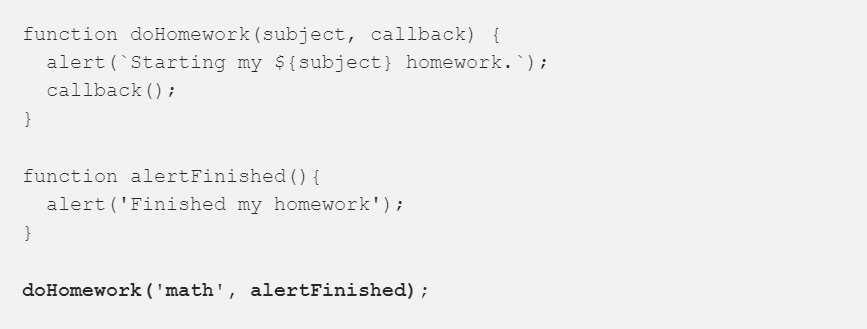 function doHomework(subject, callback) {
  alert(`Starting my ${subject} homework.`);
  callback();
}

function alertFinished(){
  alert('Finished my homework');
}

doHomework('math', alertFinished);